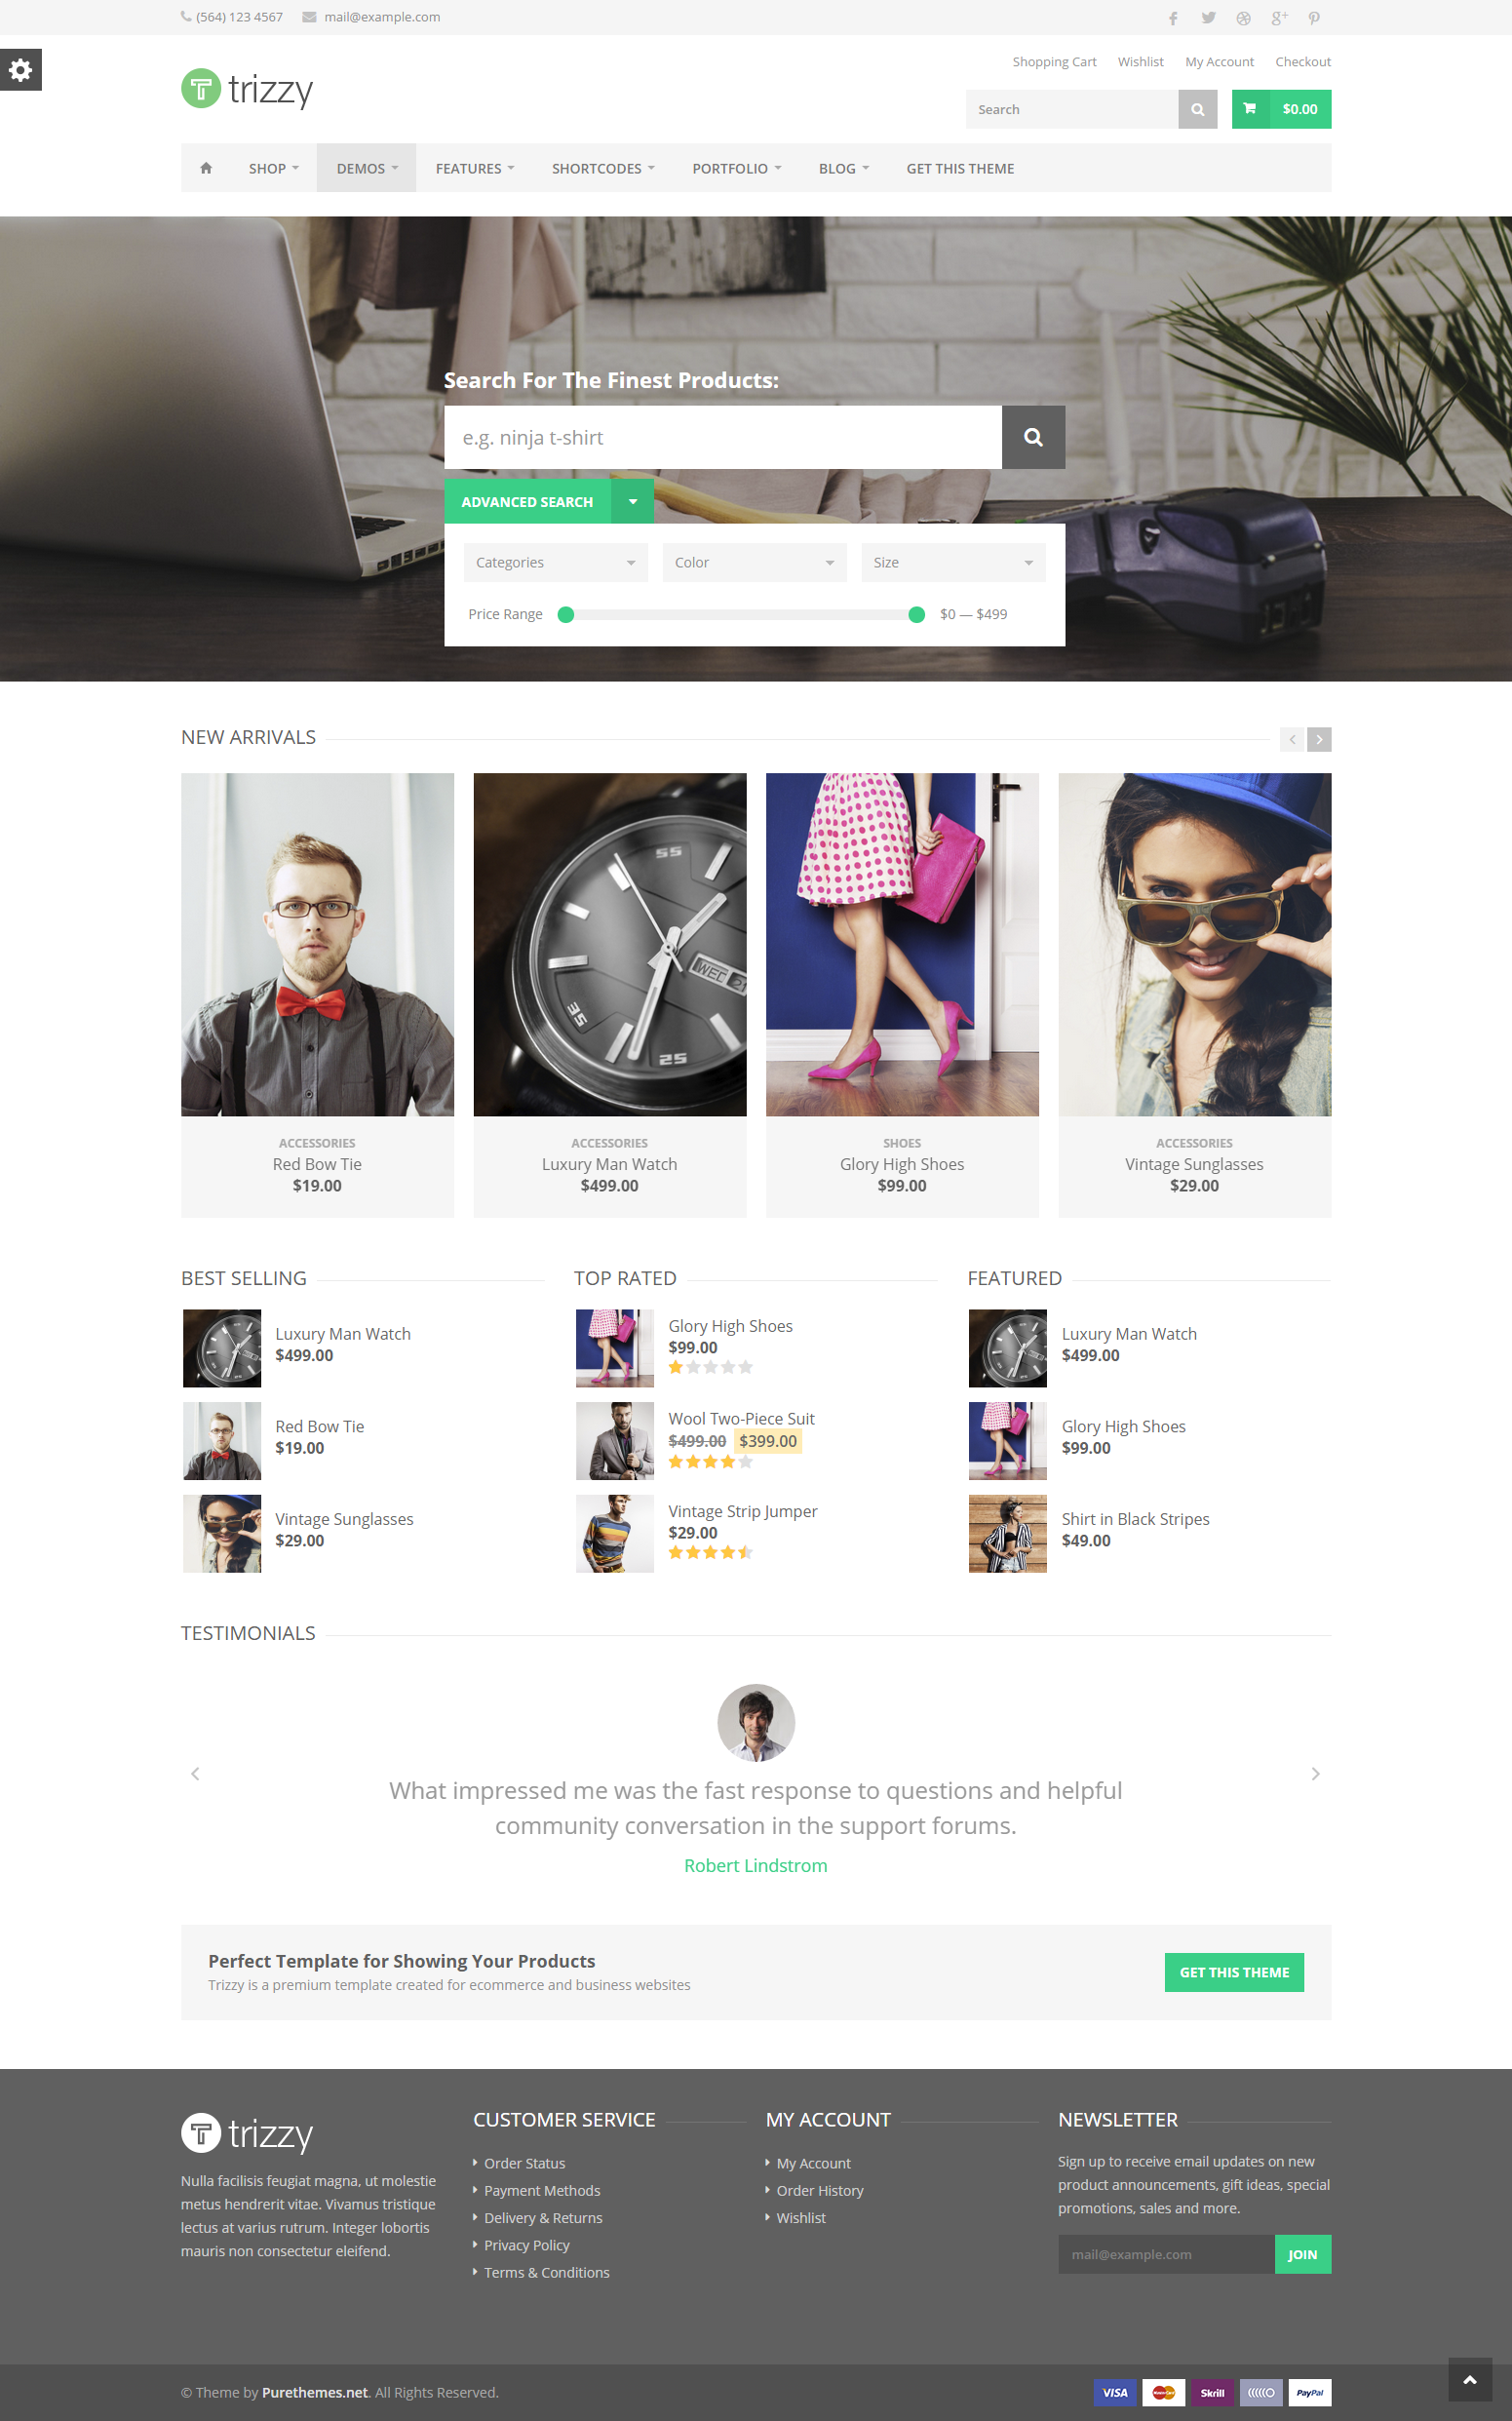 (564) 123 4567 mail@example.com
trizzy
Shopping Cart Wishlist My Account Checkout
Search $0.00
SHOP DEMOS FEATURES SHORTCODES PORTFOLIO BLOG GET THIS THEME
Search For The Finest Products:
e.g. ninja t-shirt
ADVANCED SEARCH
Categories Color Size
Price Range $0 — $499
NEW ARRIVALS
55
WEC
35
25
ACCESSORIES
Red Bow Tie
$19.00
ACCESSORIES
Luxury Man Watch
$499.00
SHOES
Glory High Shoes
$99.00
ACCESSORIES
Vintage Sunglasses
$29.00
BEST SELLING
Luxury Man Watch
$499.00
Red Bow Tie
$19.00
Vintage Sunglasses
$29.00
TOP RATED
Glory High Shoes
$99.00
Wool Two-Piece Suit
$499.00 $399.00
Vintage Strip Jumper
$29.00
FEATURED
Luxury Man Watch
$499.00
Glory High Shoes
$99.00
Shirt in Black Stripes
$49.00
TESTIMONIALS
What impressed me was the fast response to questions and helpful
community conversation in the support forums.
Robert Lindstrom
Perfect Template for Showing Your Products
Trizzy is a premium template created for ecommerce and business websites
GET THIS THEME
trizzy
Nulla facilisis feugiat magna, ut molestie
metus hendrerit vitae. Vivamus tristique
lectus at varius rutrum. Integer lobortis
mauris non consectetur eleifend.
CUSTOMER SERVICE
Order Status
Payment Methods
Delivery & Returns
Privacy Policy
Terms & Conditions
MY ACCOUNT
My Account
Order History
Wishlist
NEWSLETTER
Sign up to receive email updates on new
product announcements, gift ideas, special
promotions, sales and more.
mail@example.com JOIN
© Theme by Purethemes.net. All Rights Reserved.
VISA MasterCard Skrill PayPal